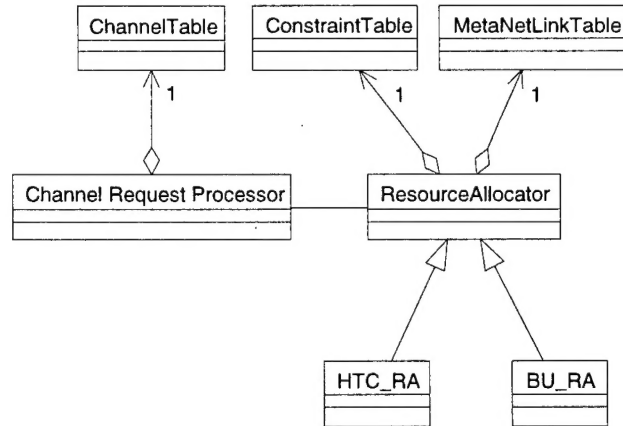 ChannelTable
ConstraintTable
MetaNetLinkTable
1
1
1
Channel Request Processor
ResourceAllocator
HTC_RA
BU_RA